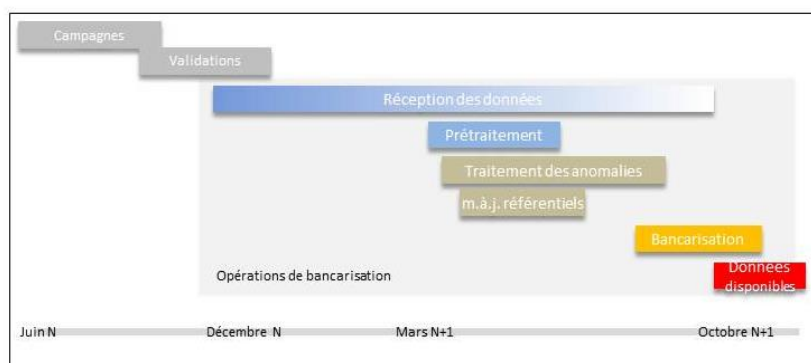 Campagnes
Validations
Réception des données
Prétraitement
Traitement des anomalies
m.à.j. référentiels
Bancarisation
Opérations de bancarisation
Données
disponibles
Juin N
Décembre N
Mars N+1
Octobre N+1